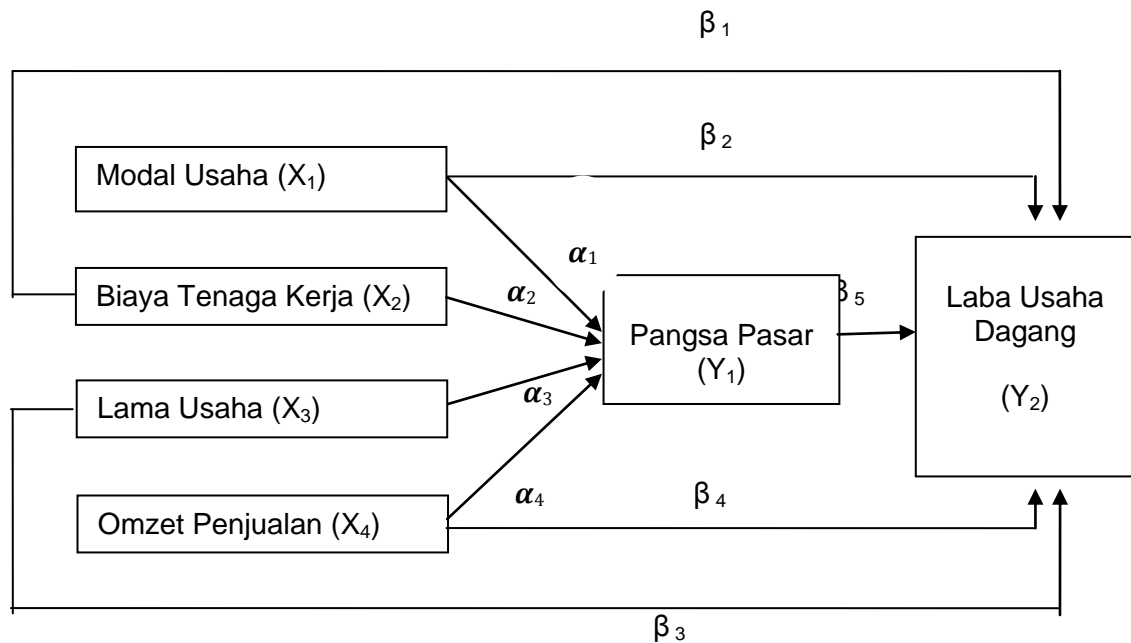 β 1
β 2
Modal Usaha (X1)
α1
Biaya Tenaga Kerja (X2)
α2
β 5
Laba Usaha
Dagang
(Y2)
Pangsa Pasar
(Y1)
Lama Usaha (X3)
α3
Omzet Penjualan (X4)
α4
β 4
β 3